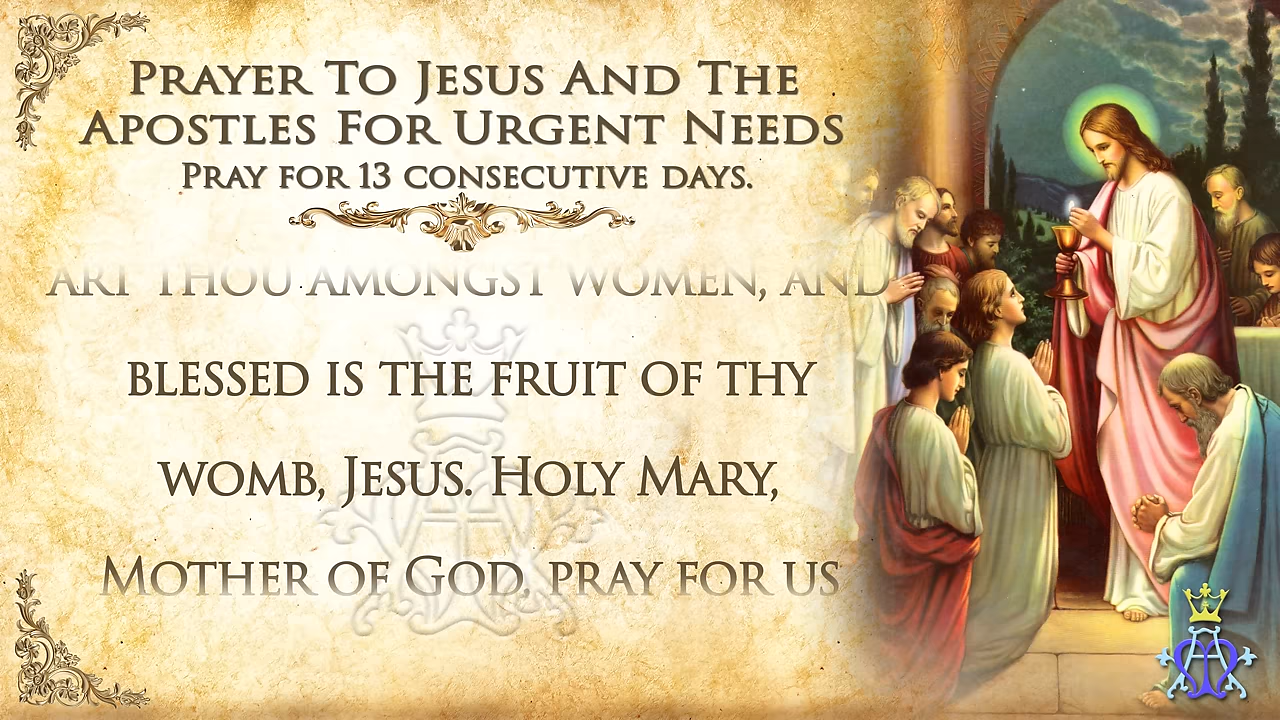 Prayer To Jesus And The
Apostles For Urgent Needs
Pray for 13 consecutive days.
art thou amongst women, and
blessed is the fruit of thy
womb, Jesus. Holy Mary,
Mother of God, pray for us